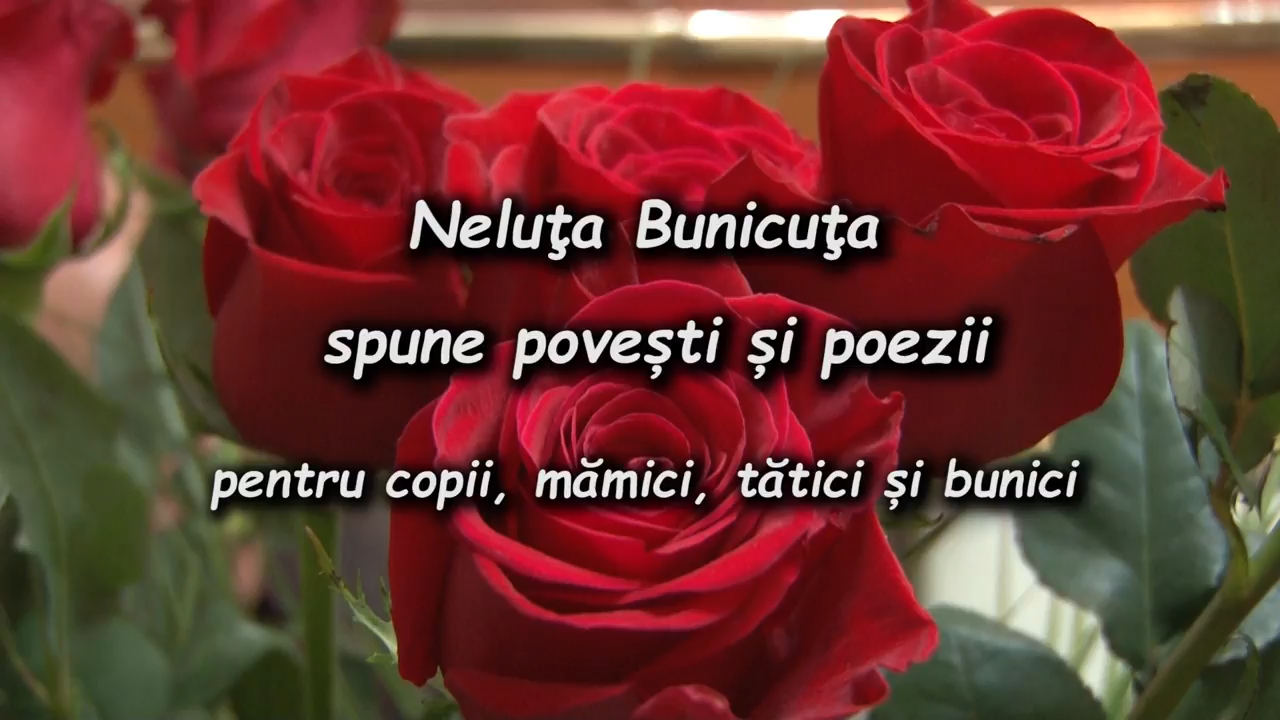 Neluţa Bunicuţa
spune povești și poezii
pentru copii, mămici, tătici și bunici